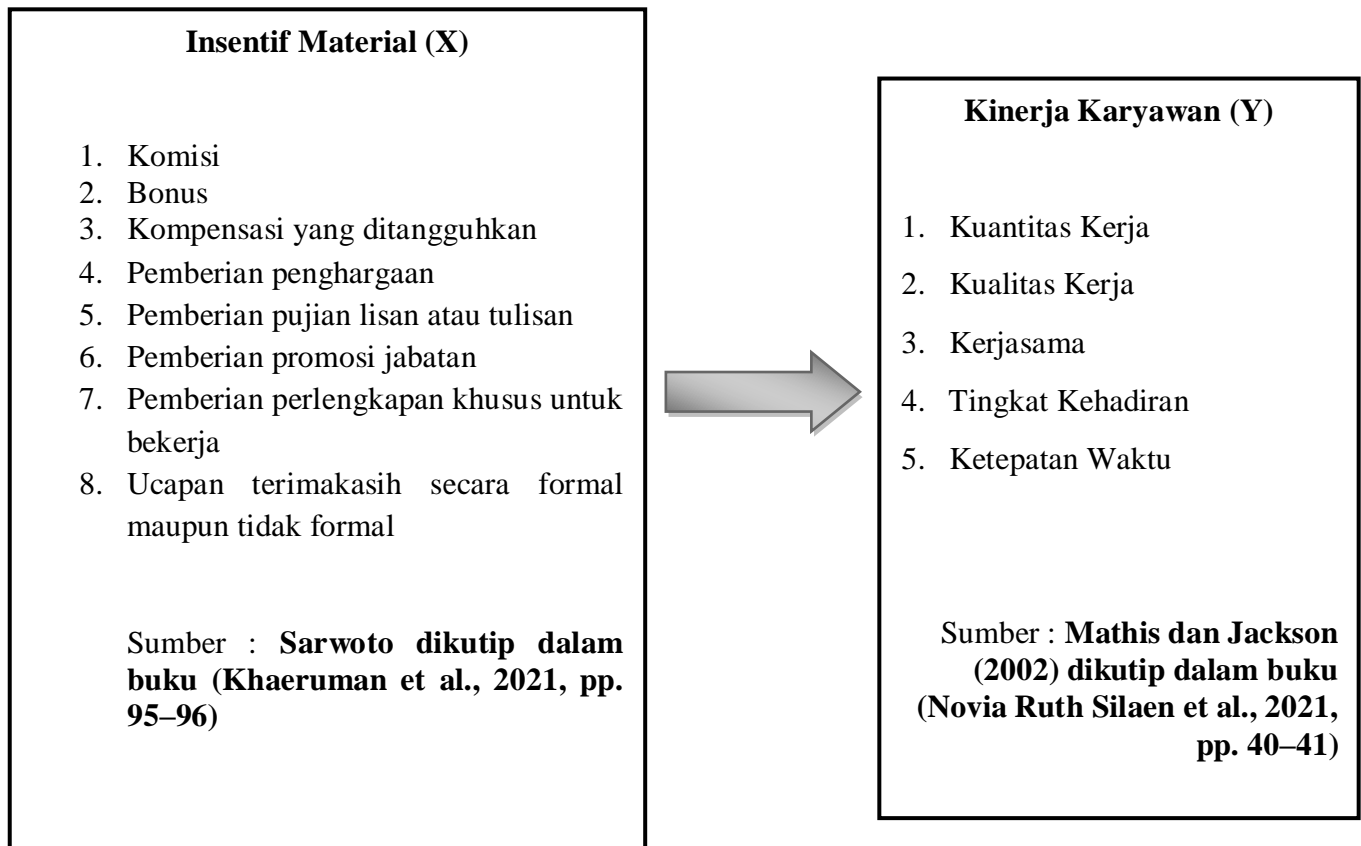 Insentif Material (X)
1. Komisi
2. Bonus
3. Kompensasi yang ditangguhkan
4. Pemberian penghargaan
5. Pemberian pujian lisan atau tulisan
6. Pemberian promosi jabatan
7. Pemberian perlengkapan khusus untuk
bekerja
8. Ucapan terimakasih secara formal
maupun tidak formal
Sumber : Sarwoto dikutip dalam
buku (Khaeruman et al., 2021, pp.
95–96)
Kinerja Karyawan (Y)
1. Kuantitas Kerja
2. Kualitas Kerja
3. Kerjasama
4. Tingkat Kehadiran
5. Ketepatan Waktu
Sumber : Mathis dan Jackson
(2002) dikutip dalam buku
(Novia Ruth Silaen et al., 2021,
pp. 40–41)